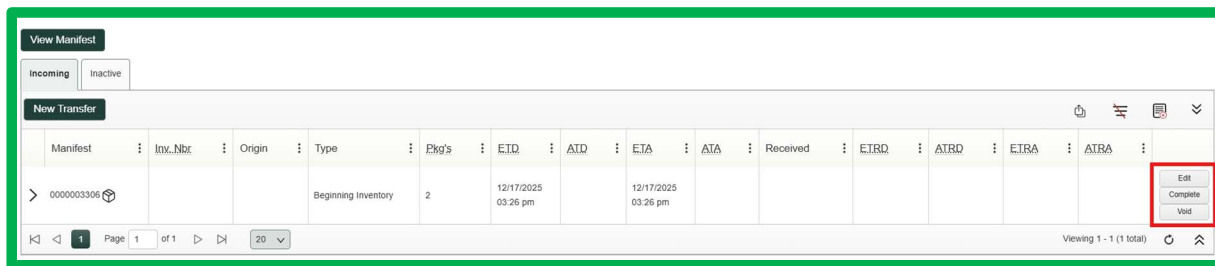 View Manifest
Incoming Inactive
New Transfer
Manifest Inv. Nbr Origin Type Pkg's ETD ATD ETA ATA Received ETRD ATRD ETRA ATRA
0000003306 Beginning Inventory 2 12/17/2025 03:26 pm 12/17/2025 03:26 pm
Edit
Complete
Void
1 Page 1 of 1 20 Viewing 1 - 1 (1 total)